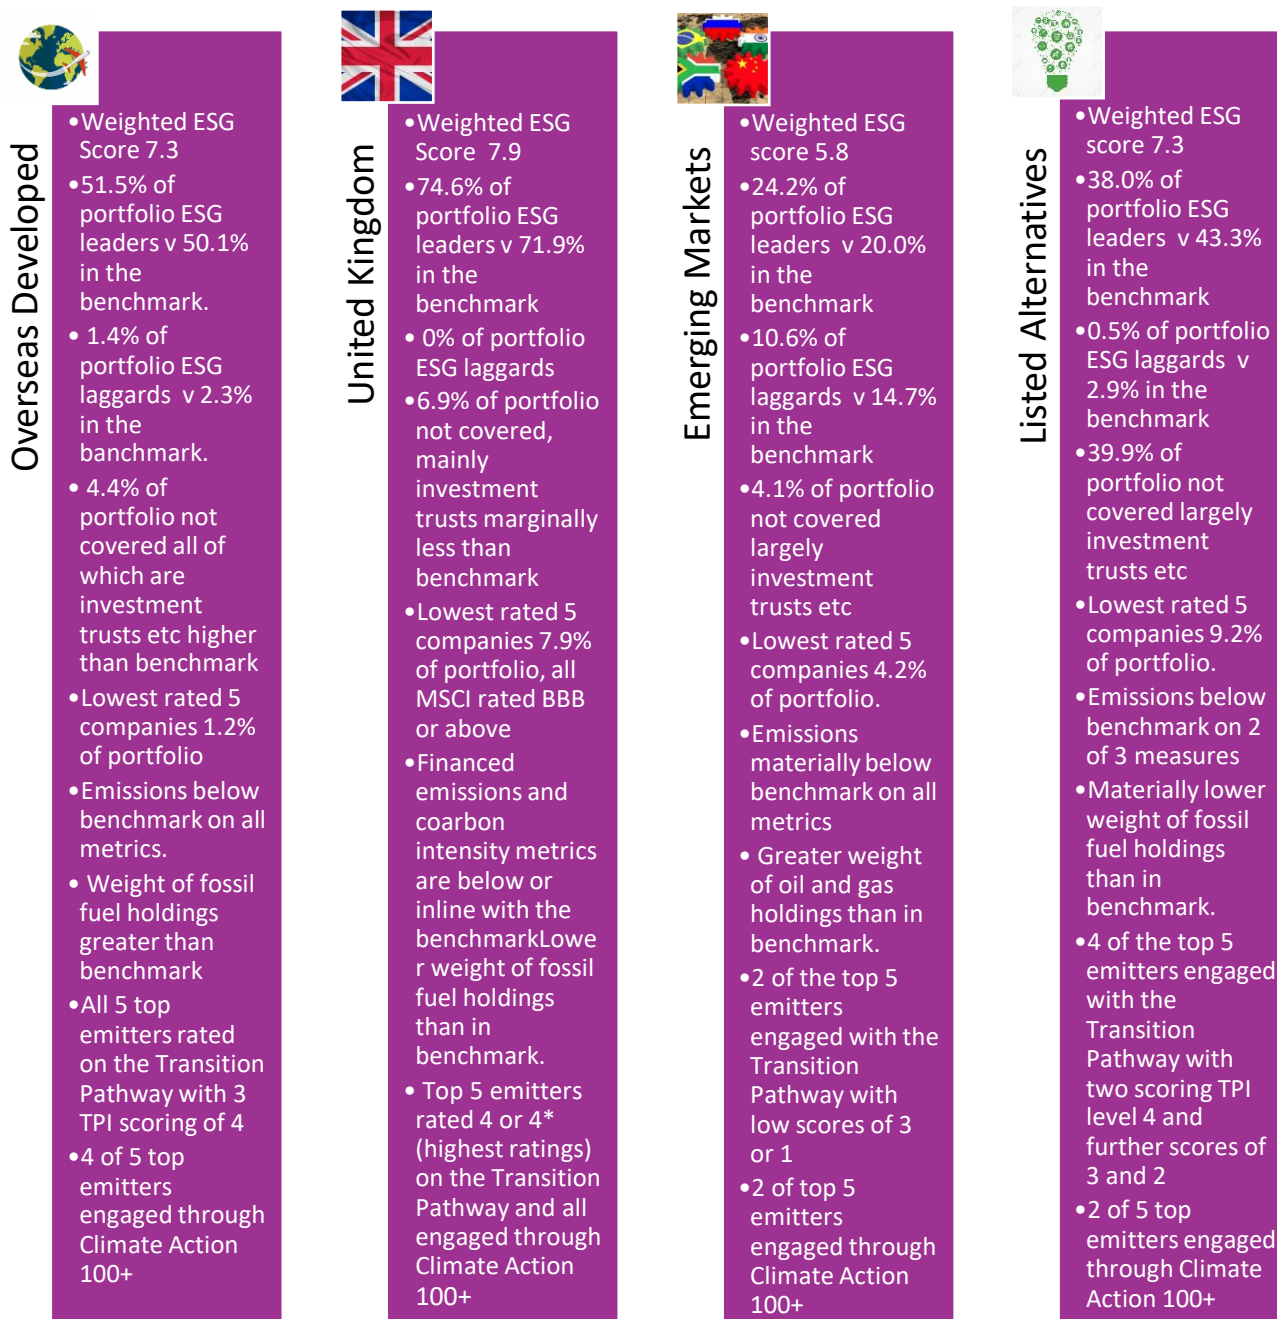 Overseas Developed
•Weighted ESG
Score 7.3
•51.5% of
portfolio ESG
leaders v 50.1%
in the
benchmark.
• 1.4% of
portfolio ESG
laggards v 2.3%
in the
banchmark.
• 4.4% of
portfolio not
covered all of
which are
investment
trusts etc higher
than benchmark
•Lowest rated 5
companies 1.2%
of portfolio
•Emissions below
benchmark on all
metrics.
• Weight of fossil
fuel holdings
greater than
benchmark
•All 5 top
emitters rated
on the Transition
Pathway with 3
TPI scoring of 4
•4 of 5 top
emitters
engaged through
Climate Action
100+
United Kingdom
•Weighted ESG
Score 7.9
•74.6% of
portfolio ESG
leaders v 71.9%
in the
benchmark
• 0% of portfolio
ESG laggards
•6.9% of portfolio
not covered,
mainly
investment
trusts marginally
less than
benchmark
•Lowest rated 5
companies 7.9%
of portfolio, all
MSCI rated BBB
or above
•Financed
emissions and
coarbon
intensity metrics
are below or
inline with the
benchmarkLowe
r weight of fossil
fuel holdings
than in
benchmark.
• Top 5 emitters
rated 4 or 4*
(highest ratings)
on the Transition
Pathway and all
engaged through
Climate Action
100+
Emerging Markets
•Weighted ESG
score 5.8
•24.2% of
portfolio ESG
leaders v 20.0%
in the
benchmark
•10.6% of
portfolio ESG
laggards v 14.7%
in the
benchmark
•4.1% of portfolio
not covered
largely
investment
trusts etc
•Lowest rated 5
companies 4.2%
of portfolio.
•Emissions
materially below
benchmark on all
metrics
• Greater weight
of oil and gas
holdings than in
benchmark.
•2 of the top 5
emitters
engaged with the
Transition
Pathway with
low scores of 3
or 1
•2 of top 5
emitters
engaged through
Climate Action
100+
Listed Alternatives
•Weighted ESG
score 7.3
•38.0% of
portfolio ESG
leaders v 43.3%
in the
benchmark
•0.5% of portfolio
ESG laggards v
2.9% in the
benchmark
•39.9% of
portfolio not
covered largely
investment
trusts etc
•Lowest rated 5
companies 9.2%
of portfolio.
•Emissions below
benchmark on 2
of 3 measures
•Materially lower
weight of fossil
fuel holdings
than in
benchmark.
•4 of the top 5
emitters engaged
with the
Transition
Pathway with
two scoring TPI
level 4 and
further scores of
3 and 2
•2 of 5 top
emitters engaged
through Climate
Action 100+